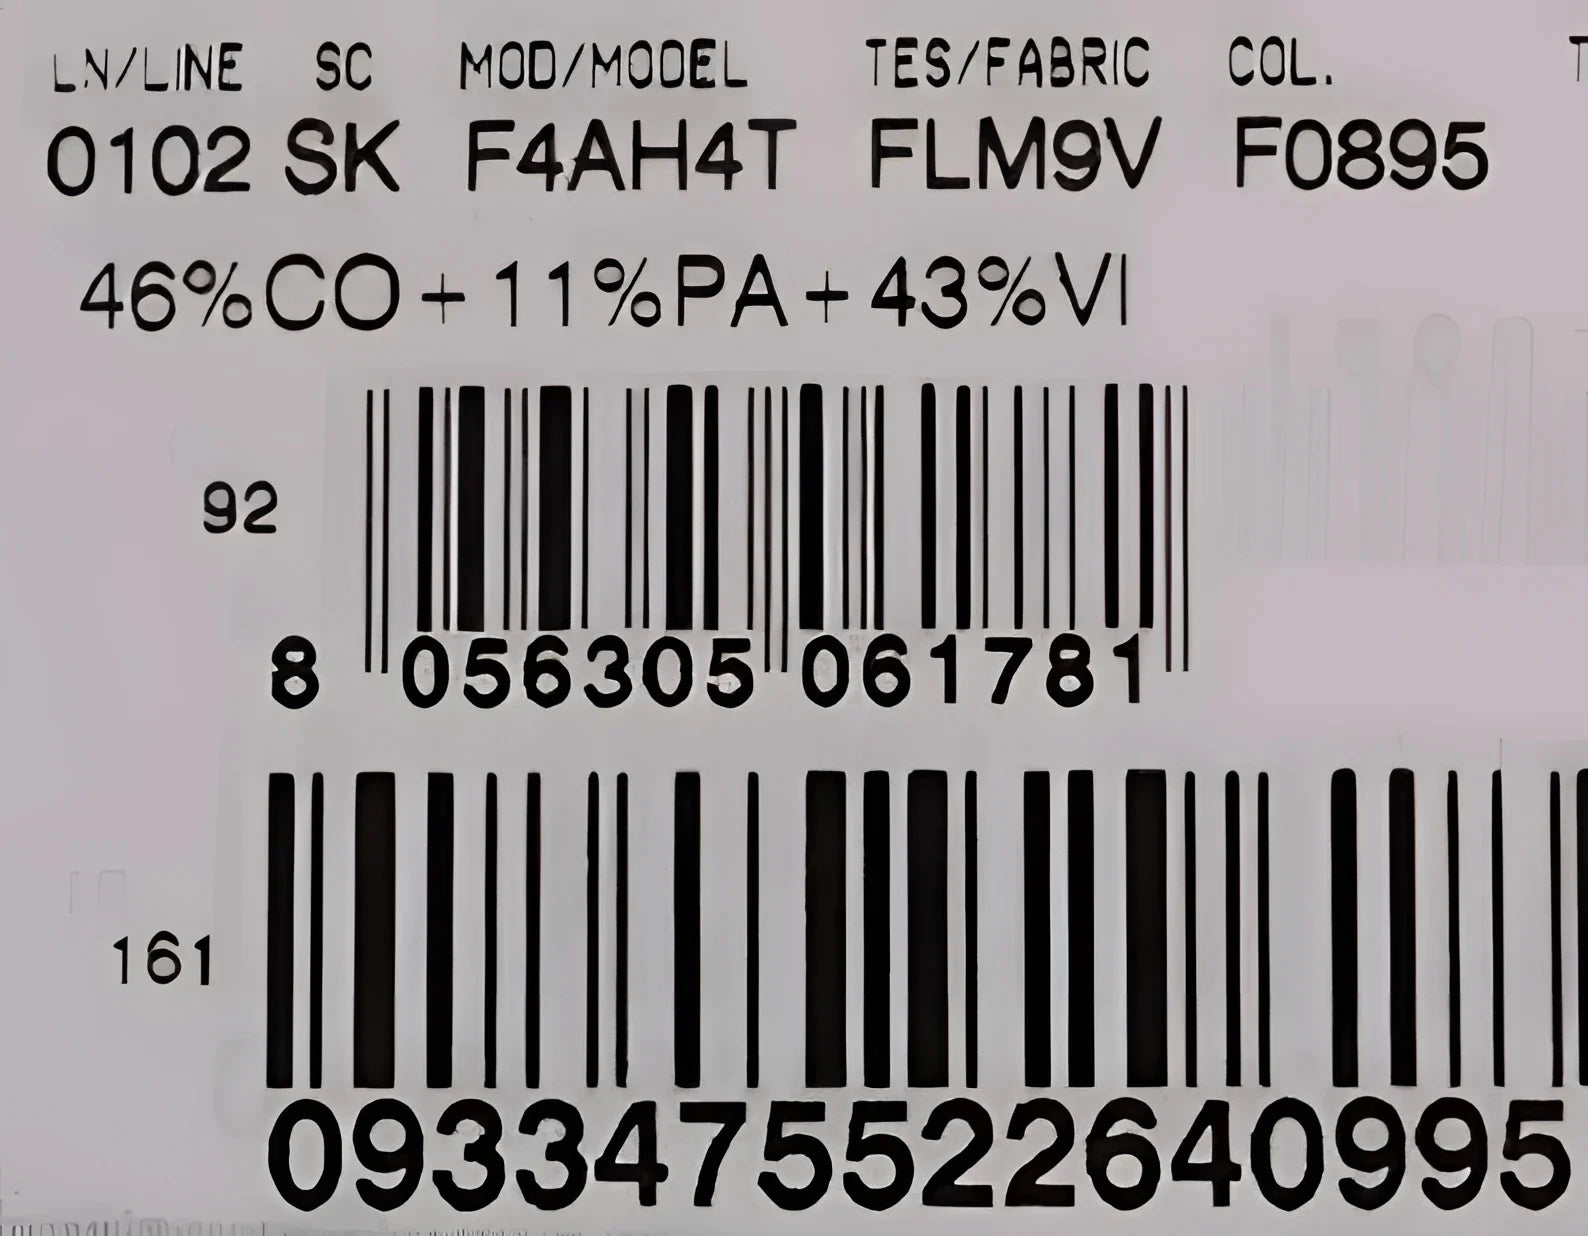 LN/LINE SC MOD/MODEL TES/FABRIC COL. T
0102 SK F4AH4T FLM9V F0895
46%CO+11%PA+43%VI
92
8 056305 061781
161
0933475522640995